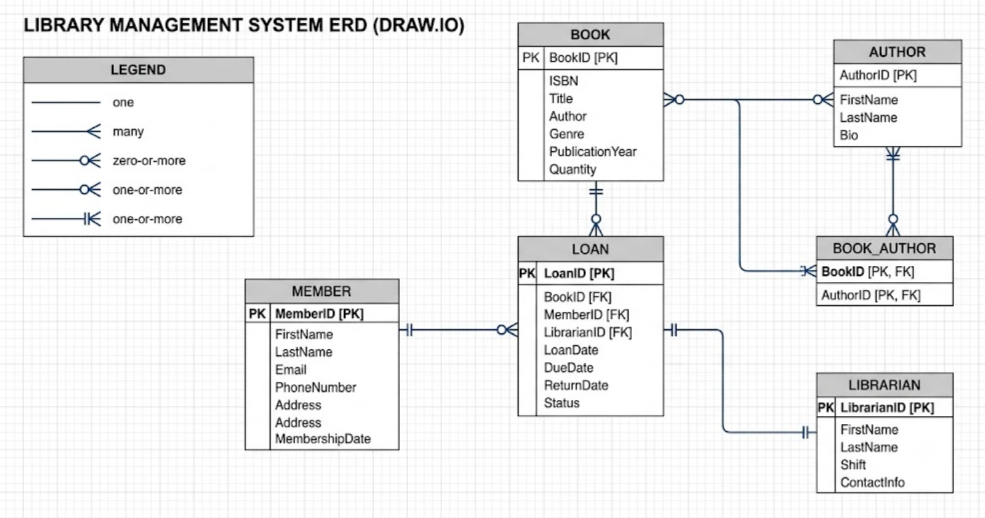 LIBRARY MANAGEMENT SYSTEM ERD (DRAW.IO)
LEGEND
one
many
zero-or-more
one-or-more
one-or-more
BOOK
PK BookID [PK]
ISBN
Title
Author
Genre
PublicationYear
Quantity
AUTHOR
AuthorID [PK]
FirstName
LastName
Bio
MEMBER
PK MemberID [PK]
FirstName
LastName
Email
PhoneNumber
Address
Address
MembershipDate
LOAN
PK LoanID [PK]
BookID [FK]
MemberID [FK]
LibrarianID [FK]
LoanDate
DueDate
ReturnDate
Status
BOOK_AUTHOR
BookID [PK, FK]
AuthorID [PK, FK]
LIBRARIAN
PK LibrarianID [PK]
FirstName
LastName
Shift
ContactInfo